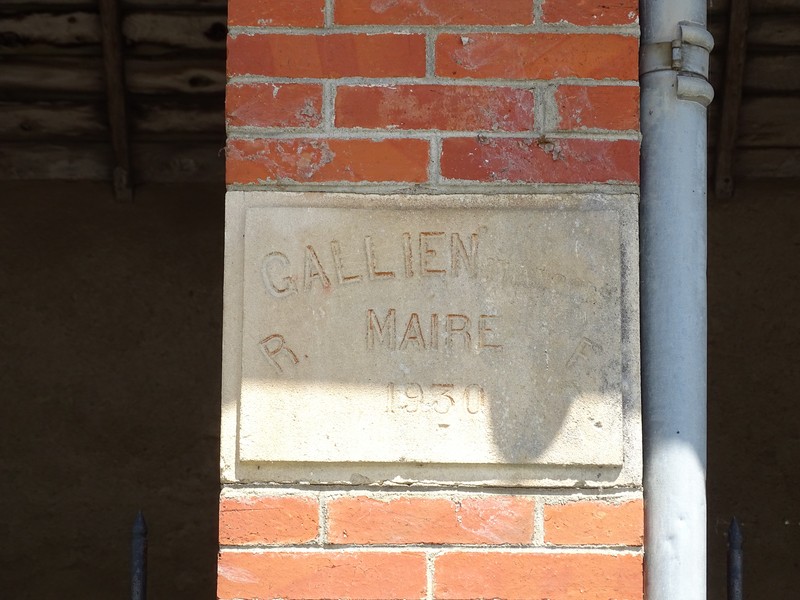 GALLIEN
MAIRE
R. F
1930